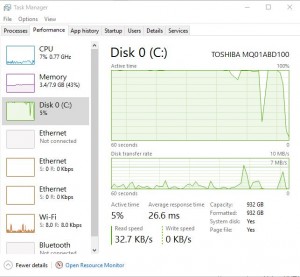 Task Manager
File Options View
Processes Performance App history Startup Users Details Services
CPU
7% 0.77 GHz
Memory
3.4/7.9 GB (43%)
Disk 0 (C:)
5%
Ethernet
Not connected
Ethernet
S: 0 R: 0 Kbps
Ethernet
S: 0 R: 0 Kbps
Wi-Fi
S: 8.0 R: 8.0 Kbps
Bluetooth
Not connected
Disk 0 (C:)
TOSHIBA MQ01ABD100
Active time 100%
60 seconds 0
Disk transfer rate 10 MB/s
7 MB/s
60 seconds 0
Active time
5%
Average response time
26.6 ms
Read speed
32.7 KB/s
Write speed
0 KB/s
Capacity: 932 GB
Formatted: 932 GB
System disk: Yes
Page file: Yes
Fewer details Open Resource Monitor